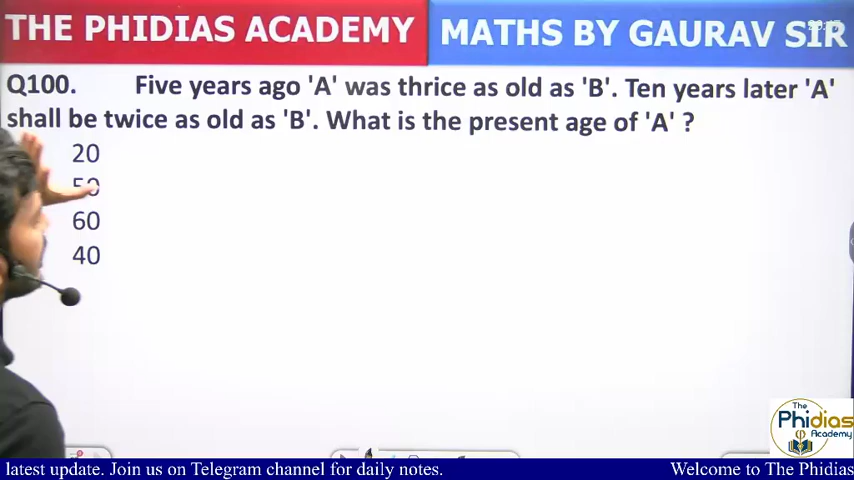 THE PHIDIAS ACADEMY
MATHS BY GAURAV SIR
Q100. Five years ago 'A' was thrice as old as 'B'. Ten years later 'A'
shall be twice as old as 'B'. What is the present age of 'A' ?
20
50
60
40
The
Phidias
Academy
latest update. Join us on Telegram channel for daily notes.
Welcome to The Phidias